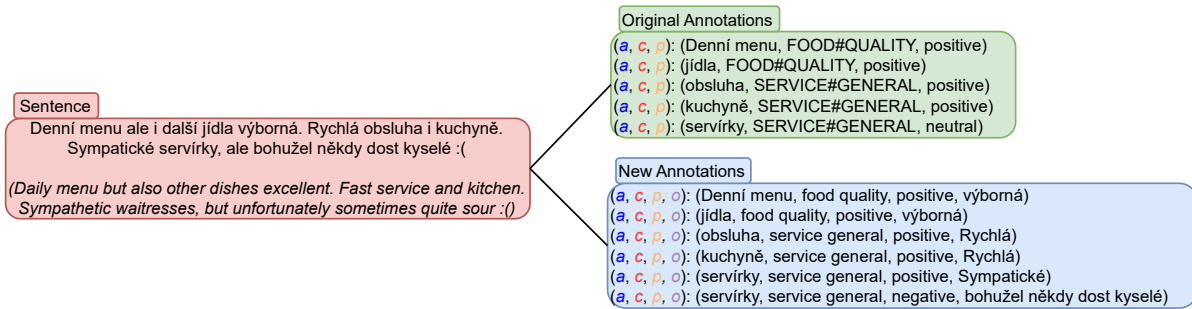 Sentence
Denní menu ale i další jídla výborná. Rychlá obsluha i kuchyně.
Sympatické servírky, ale bohužel někdy dost kyselé :(
(Daily menu but also other dishes excellent. Fast service and kitchen.
Sympathetic waitresses, but unfortunately sometimes quite sour :()
Original Annotations
(a, c, p): (Denní menu, FOOD#QUALITY, positive)
(a, c, p): (jídla, FOOD#QUALITY, positive)
(a, c, p): (obsluha, SERVICE#GENERAL, positive)
(a, c, p): (kuchyně, SERVICE#GENERAL, positive)
(a, c, p): (servírky, SERVICE#GENERAL, neutral)
New Annotations
(a, c, p, o): (Denní menu, food quality, positive, výborná)
(a, c, p, o): (jídla, food quality, positive, výborná)
(a, c, p, o): (obsluha, service general, positive, Rychlá)
(a, c, p, o): (kuchyně, service general, positive, Rychlá)
(a, c, p, o): (servírky, service general, positive, Sympatické)
(a, c, p, o): (servírky, service general, negative, bohužel někdy dost kyselé)